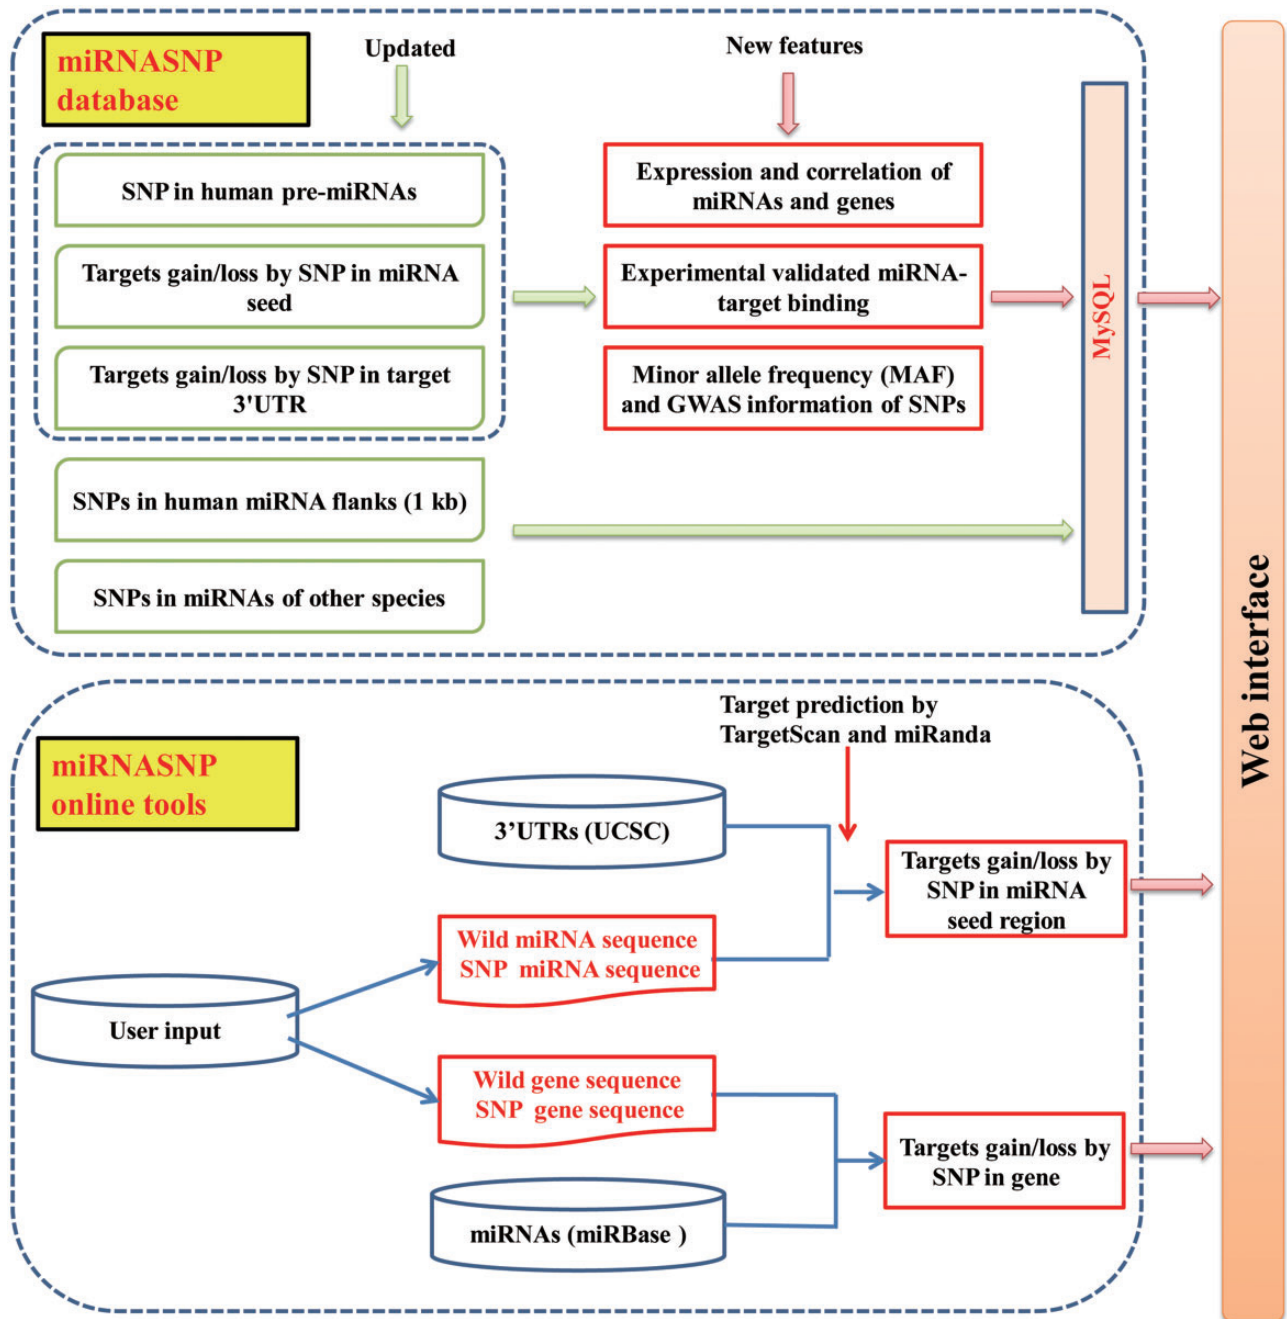 miRNASNP
database
Updated
New features
SNP in human pre-miRNAs
Targets gain/loss by SNP in miRNA
seed
Targets gain/loss by SNP in target
3'UTR
SNPs in human miRNA flanks (1 kb)
SNPs in miRNAs of other species
Expression and correlation of
miRNAs and genes
Experimental validated miRNA-
target binding
Minor allele frequency (MAF)
and GWAS information of SNPs
MySQL
Web interface
miRNASNP
online tools
Target prediction by
TargetScan and miRanda
3’UTRs (UCSC)
Wild miRNA sequence
SNP miRNA sequence
User input
Wild gene sequence
SNP gene sequence
miRNAs (miRBase )
Targets gain/loss by
SNP in miRNA
seed region
Targets gain/loss by
SNP in gene